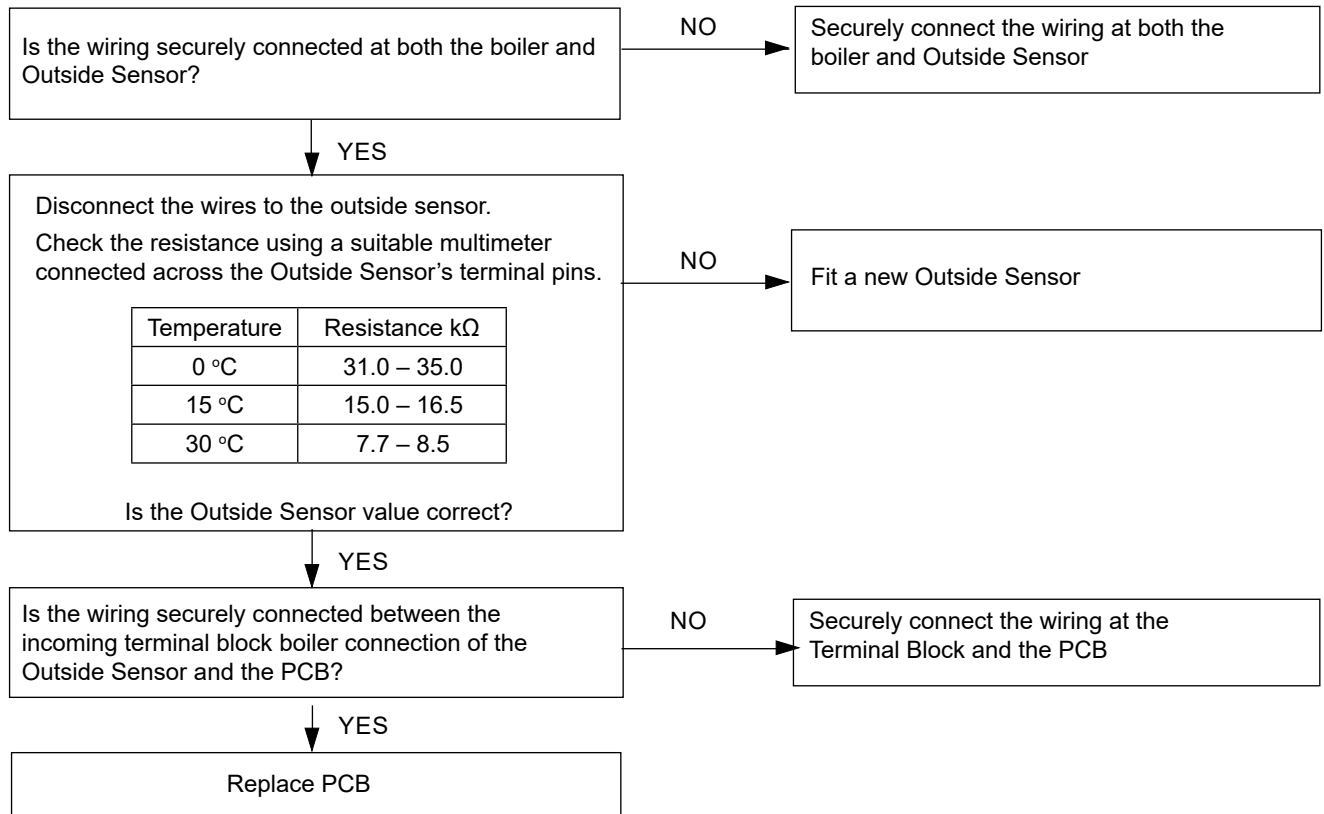 Is the wiring securely connected at both the boiler and
Outside Sensor?
NO
Securely connect the wiring at both the
boiler and Outside Sensor
YES
Disconnect the wires to the outside sensor.
Check the resistance using a suitable multimeter
connected across the Outside Sensor’s terminal pins.
NO
Fit a new Outside Sensor
Temperature Resistance kΩ
0 °C 31.0 – 35.0
15 °C 15.0 – 16.5
30 °C 7.7 – 8.5
Is the Outside Sensor value correct?
YES
Is the wiring securely connected between the
incoming terminal block boiler connection of the
Outside Sensor and the PCB?
NO
Securely connect the wiring at the
Terminal Block and the PCB
YES
Replace PCB